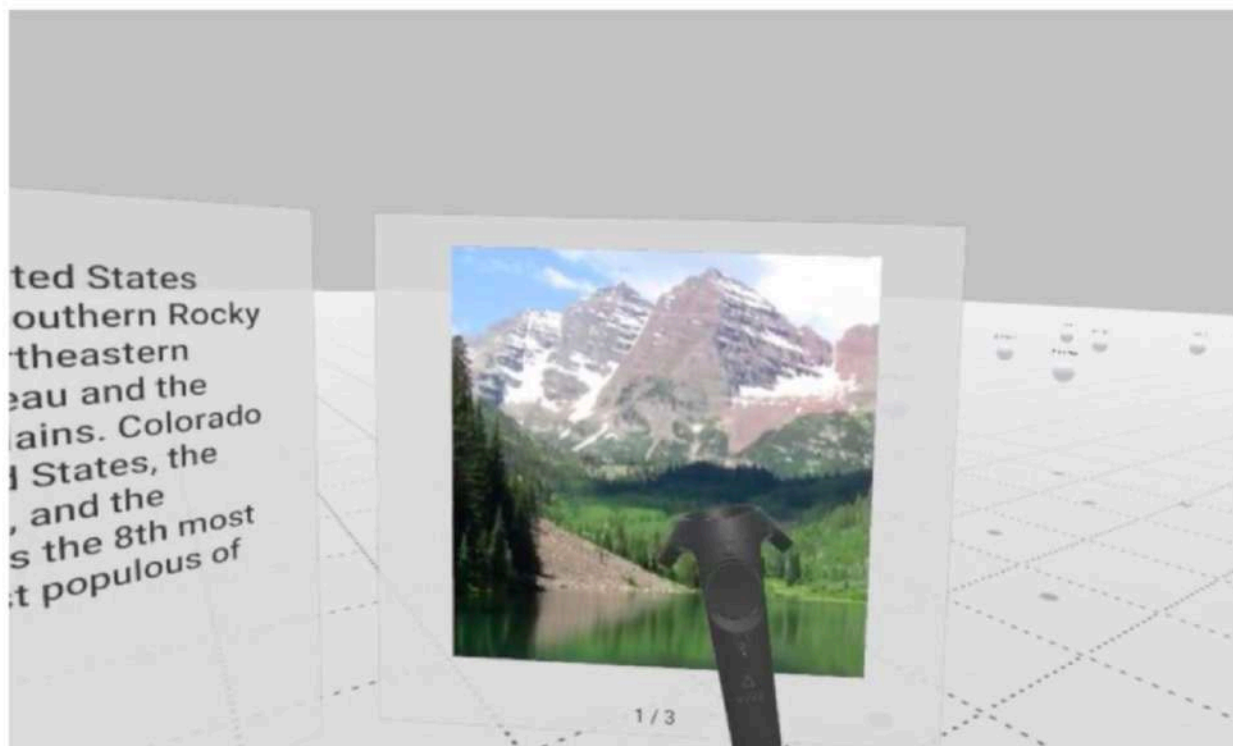 ted States
outhern Rocky
rtheastern
eau and the
lains. Colorado
d States, the
, and the
s the 8th most
t populous of
1 / 3